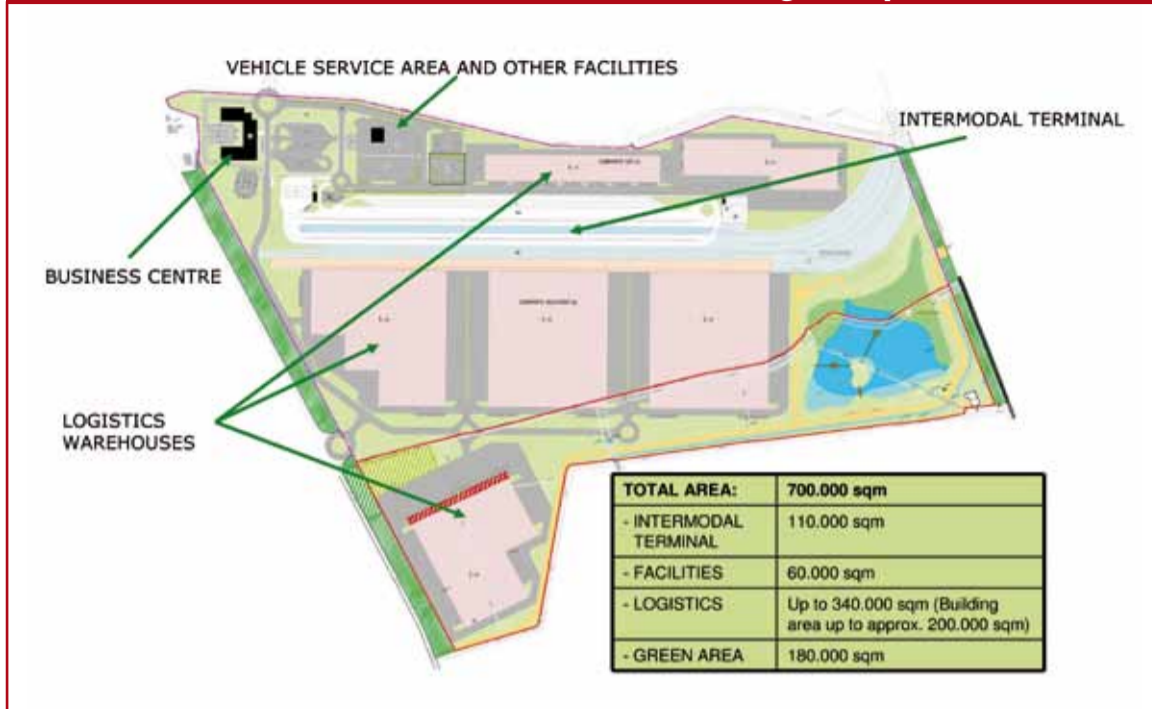 VEHICLE SERVICE AREA AND OTHER FACILITIES
INTERMODAL TERMINAL
BUSINESS CENTRE
LOGISTICS
WAREHOUSES
TOTAL AREA: 700.000 sqm
- INTERMODAL TERMINAL 110.000 sqm
- FACILITIES 60.000 sqm
- LOGISTICS Up to 340.000 sqm (Building
area up to approx. 200.000 sqm)
- GREEN AREA 180.000 sqm